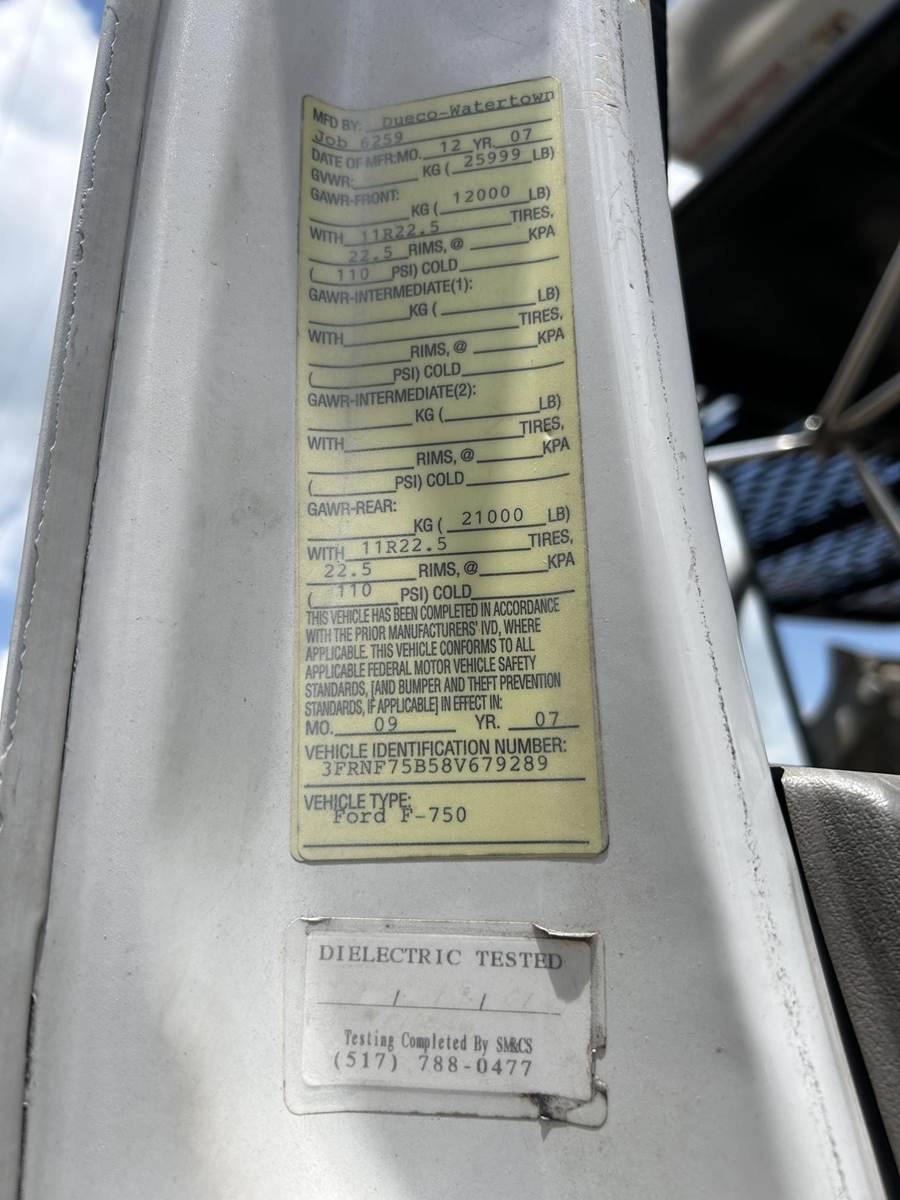 MFD BY: Dueco-Watertown
Job 6259
DATE OF MFR:MO. 12 YR. 07
GVWR: KG ( 25999 LB)
GAWR-FRONT:
KG ( 12000 LB)
WITH 11R22.5 TIRES,
22.5 RIMS, @ KPA
( 110 PSI) COLD
GAWR-INTERMEDIATE(1):
KG ( LB)
WITH TIRES,
RIMS, @ KPA
( PSI) COLD
GAWR-INTERMEDIATE(2):
KG ( LB)
WITH TIRES,
RIMS, @ KPA
( PSI) COLD
GAWR-REAR:
KG ( 21000 LB)
WITH 11R22.5 TIRES,
22.5 RIMS, @ KPA
( 110 PSI) COLD
THIS VEHICLE HAS BEEN COMPLETED IN ACCORDANCE
WITH THE PRIOR MANUFACTURERS' IVD, WHERE
APPLICABLE. THIS VEHICLE CONFORMS TO ALL
APPLICABLE FEDERAL MOTOR VEHICLE SAFETY
STANDARDS, [AND BUMPER AND THEFT PREVENTION
STANDARDS, IF APPLICABLE] IN EFFECT IN:
MO. 09 YR. 07
VEHICLE IDENTIFICATION NUMBER:
3FRNF75B58V679289
VEHICLE TYPE:
Ford F-750
DIELECTRIC TESTED
/ /
Testing Completed By SM&CS
(517) 788-0477